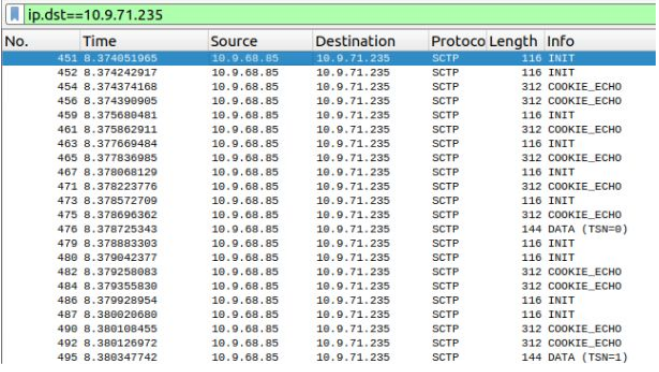 ip.dst==10.9.71.235
No. Time Source Destination Protoco Length Info
451 8.374051965 10.9.68.85 10.9.71.235 SCTP 116 INIT
452 8.374242917 10.9.68.85 10.9.71.235 SCTP 116 INIT
454 8.374374168 10.9.68.85 10.9.71.235 SCTP 312 COOKIE_ECHO
456 8.374390905 10.9.68.85 10.9.71.235 SCTP 312 COOKIE_ECHO
459 8.375680481 10.9.68.85 10.9.71.235 SCTP 116 INIT
461 8.375862911 10.9.68.85 10.9.71.235 SCTP 312 COOKIE_ECHO
463 8.377669484 10.9.68.85 10.9.71.235 SCTP 116 INIT
465 8.377836985 10.9.68.85 10.9.71.235 SCTP 312 COOKIE_ECHO
467 8.378068129 10.9.68.85 10.9.71.235 SCTP 116 INIT
471 8.378223776 10.9.68.85 10.9.71.235 SCTP 312 COOKIE_ECHO
473 8.378572709 10.9.68.85 10.9.71.235 SCTP 116 INIT
475 8.378696362 10.9.68.85 10.9.71.235 SCTP 312 COOKIE_ECHO
476 8.378725343 10.9.68.85 10.9.71.235 SCTP 144 DATA (TSN=0)
479 8.378883303 10.9.68.85 10.9.71.235 SCTP 116 INIT
480 8.379042377 10.9.68.85 10.9.71.235 SCTP 116 INIT
482 8.379258083 10.9.68.85 10.9.71.235 SCTP 312 COOKIE_ECHO
484 8.379355830 10.9.68.85 10.9.71.235 SCTP 312 COOKIE_ECHO
486 8.379928954 10.9.68.85 10.9.71.235 SCTP 116 INIT
487 8.380020680 10.9.68.85 10.9.71.235 SCTP 116 INIT
490 8.380108455 10.9.68.85 10.9.71.235 SCTP 312 COOKIE_ECHO
492 8.380126972 10.9.68.85 10.9.71.235 SCTP 312 COOKIE_ECHO
495 8.380347742 10.9.68.85 10.9.71.235 SCTP 144 DATA (TSN=1)